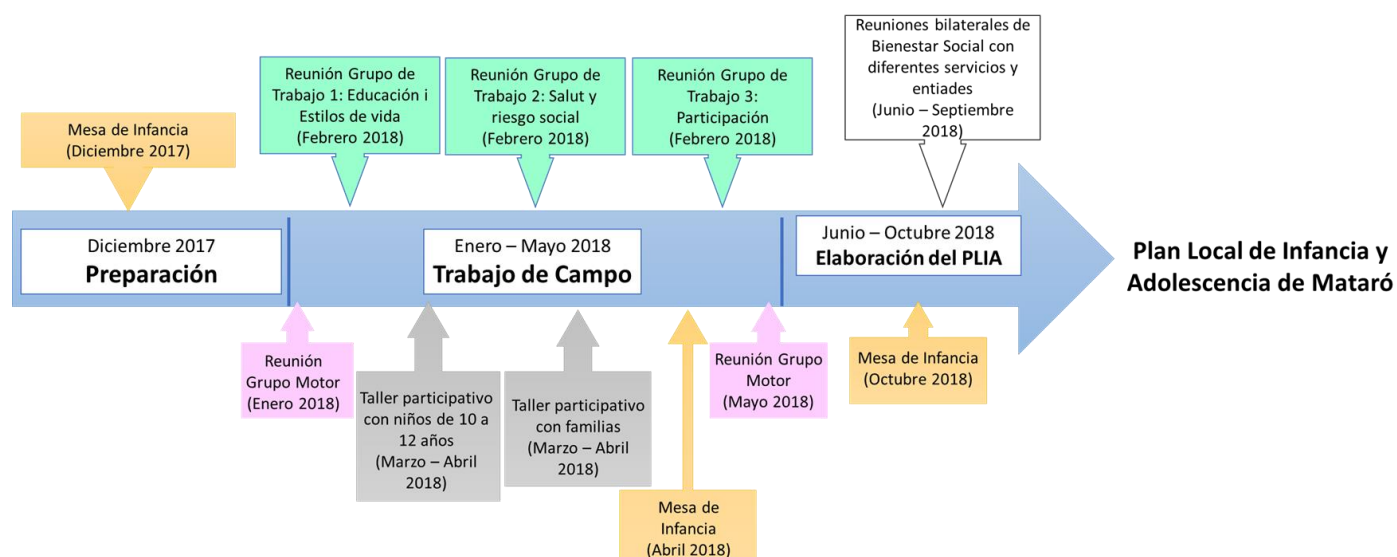 Mesa de Infancia
(Diciembre 2017)
Reunión Grupo de
Trabajo 1: Educación i
Estilos de vida
(Febrero 2018)
Reunión Grupo de
Trabajo 2: Salut y
riesgo social
(Febrero 2018)
Reunión Grupo de
Trabajo 3:
Participación
(Febrero 2018)
Reuniones bilaterales de
Bienestar Social con
diferentes servicios y
entiades
(Junio – Septiembre
2018)
Diciembre 2017
Preparación
Enero – Mayo 2018
Trabajo de Campo
Junio – Octubre 2018
Elaboración del PLIA
Plan Local de Infancia y
Adolescencia de Mataró
Reunión
Grupo Motor
(Enero 2018)
Taller participativo
con niños de 10 a
12 años
(Marzo – Abril
2018)
Taller participativo
con familias
(Marzo – Abril
2018)
Mesa de
Infancia
(Abril 2018)
Reunión Grupo
Motor
(Mayo 2018)
Mesa de Infancia
(Octubre 2018)